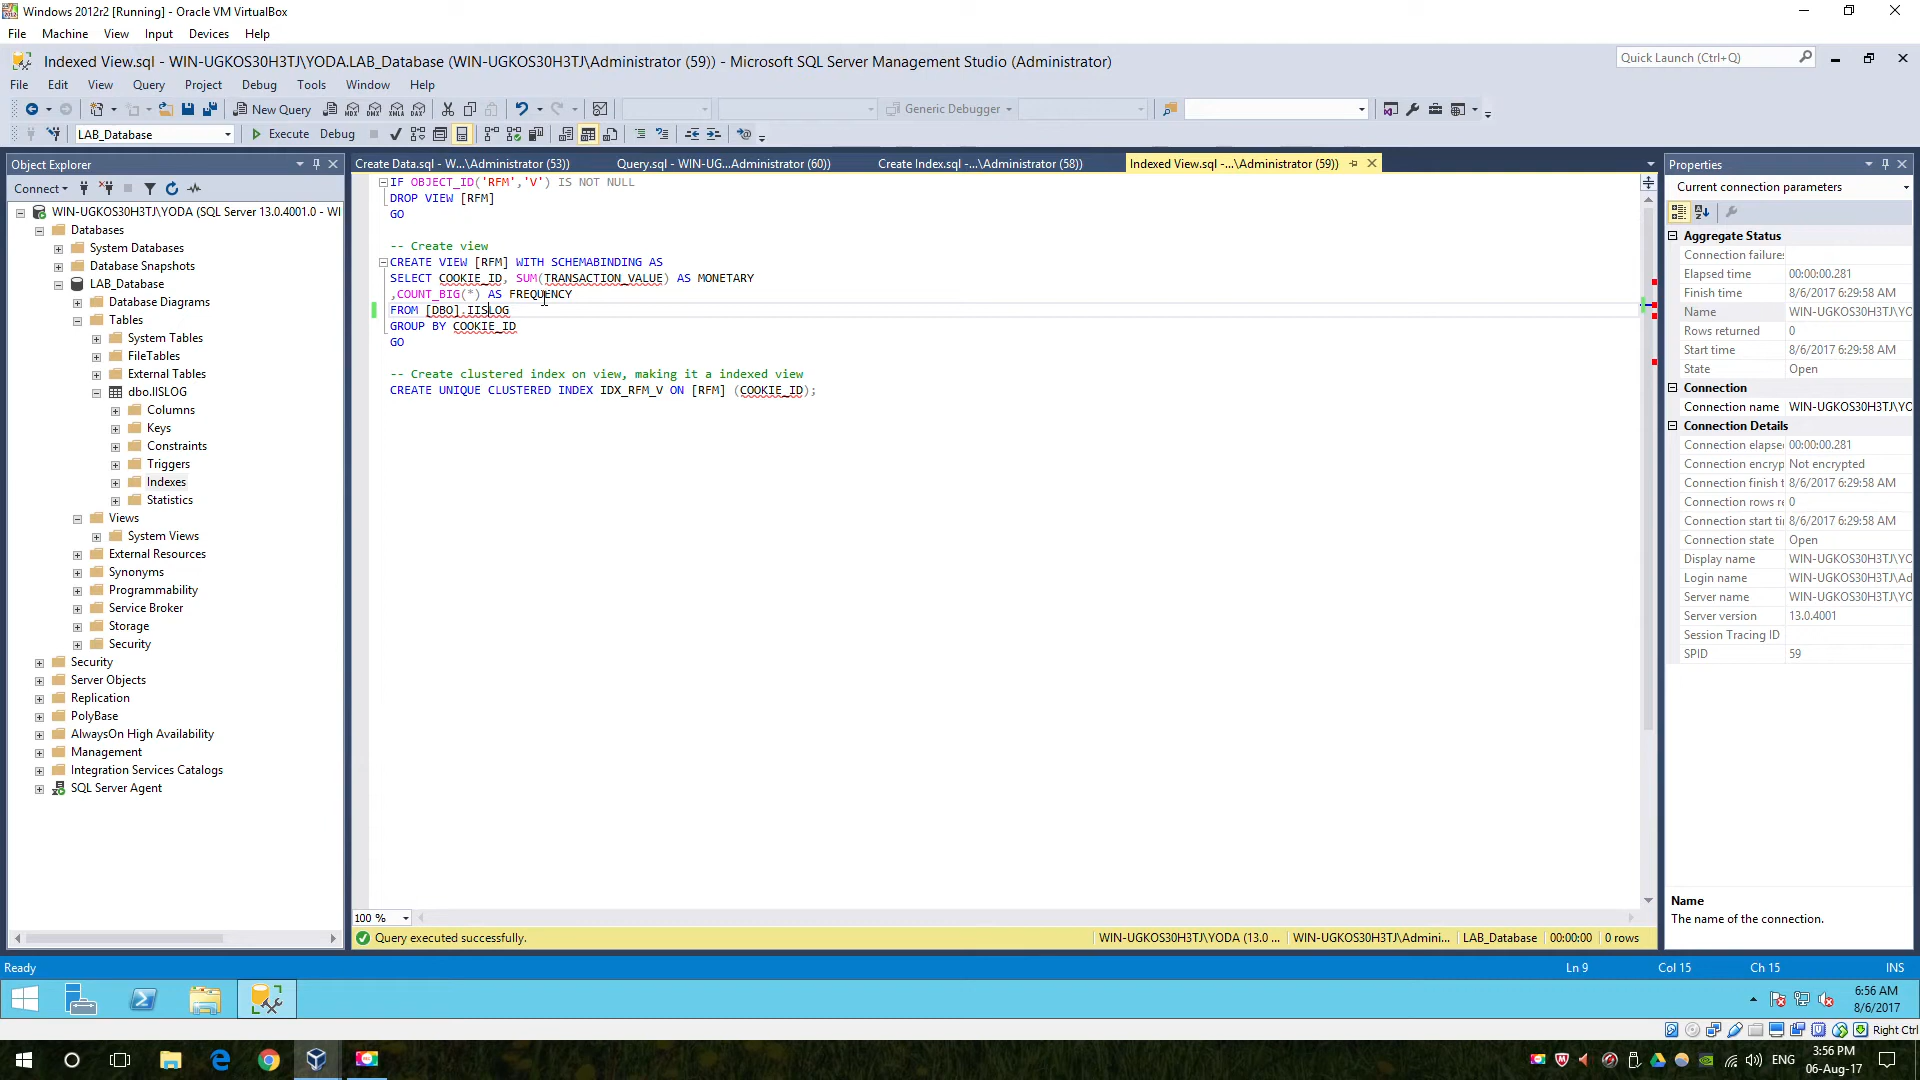 Windows 2012r2 [Running] - Oracle VM VirtualBox
File Machine View Input Devices Help
Indexed View.sql - WIN-UGKOS30H3TJ\YODA.LAB_Database (WIN-UGKOS30H3TJ\Administrator (59)) - Microsoft SQL Server Management Studio (Administrator)
Quick Launch (Ctrl+Q)
File Edit View Query Project Debug Tools Window Help
New Query
Generic Debugger
LAB_Database
Execute Debug
Object Explorer
Connect
WIN-UGKOS30H3TJ\YODA (SQL Server 13.0.4001.0 - WI
Databases
System Databases
Database Snapshots
LAB_Database
Database Diagrams
Tables
System Tables
FileTables
External Tables
dbo.IISLOG
Columns
Keys
Constraints
Triggers
Indexes
Statistics
Views
System Views
External Resources
Synonyms
Programmability
Service Broker
Storage
Security
Security
Server Objects
Replication
PolyBase
AlwaysOn High Availability
Management
Integration Services Catalogs
SQL Server Agent
Create Data.sql - W...\Administrator (53)) Query.sql - WIN-UG...Administrator (60)) Create Index.sql -...\Administrator (58)) Indexed View.sql -...\Administrator (59))
IF OBJECT_ID('RFM','V') IS NOT NULL
DROP VIEW [RFM]
GO
-- Create view
CREATE VIEW [RFM] WITH SCHEMABINDING AS
SELECT COOKIE_ID, SUM(TRANSACTION_VALUE) AS MONETARY
,COUNT_BIG(*) AS FREQUENCY
FROM [DBO].IISLOG
GROUP BY COOKIE_ID
GO
-- Create clustered index on view, making it a indexed view
CREATE UNIQUE CLUSTERED INDEX IDX_RFM_V ON [RFM] (COOKIE_ID);
100 %
Query executed successfully.
WIN-UGKOS30H3TJ\YODA (13.0 ... WIN-UGKOS30H3TJ\Admini... LAB_Database 00:00:00 0 rows
Properties
Current connection parameters
Aggregate Status
Connection failures
Elapsed time 00:00:00.281
Finish time 8/6/2017 6:29:58 AM
Name WIN-UGKOS30H3TJ\YO
Rows returned 0
Start time 8/6/2017 6:29:58 AM
State Open
Connection
Connection name WIN-UGKOS30H3TJ\YO
Connection Details
Connection elapse 00:00:00.281
Connection encryp Not encrypted
Connection finish t 8/6/2017 6:29:58 AM
Connection rows re 0
Connection start ti 8/6/2017 6:29:58 AM
Connection state Open
Display name WIN-UGKOS30H3TJ\YO
Login name WIN-UGKOS30H3TJ\Ad
Server name WIN-UGKOS30H3TJ\YO
Server version 13.0.4001
Session Tracing ID
SPID 59
Name
The name of the connection.
Ready Ln 9 Col 15 Ch 15 INS
6:56 AM
8/6/2017
Right Ctrl
ENG
3:56 PM
06-Aug-17